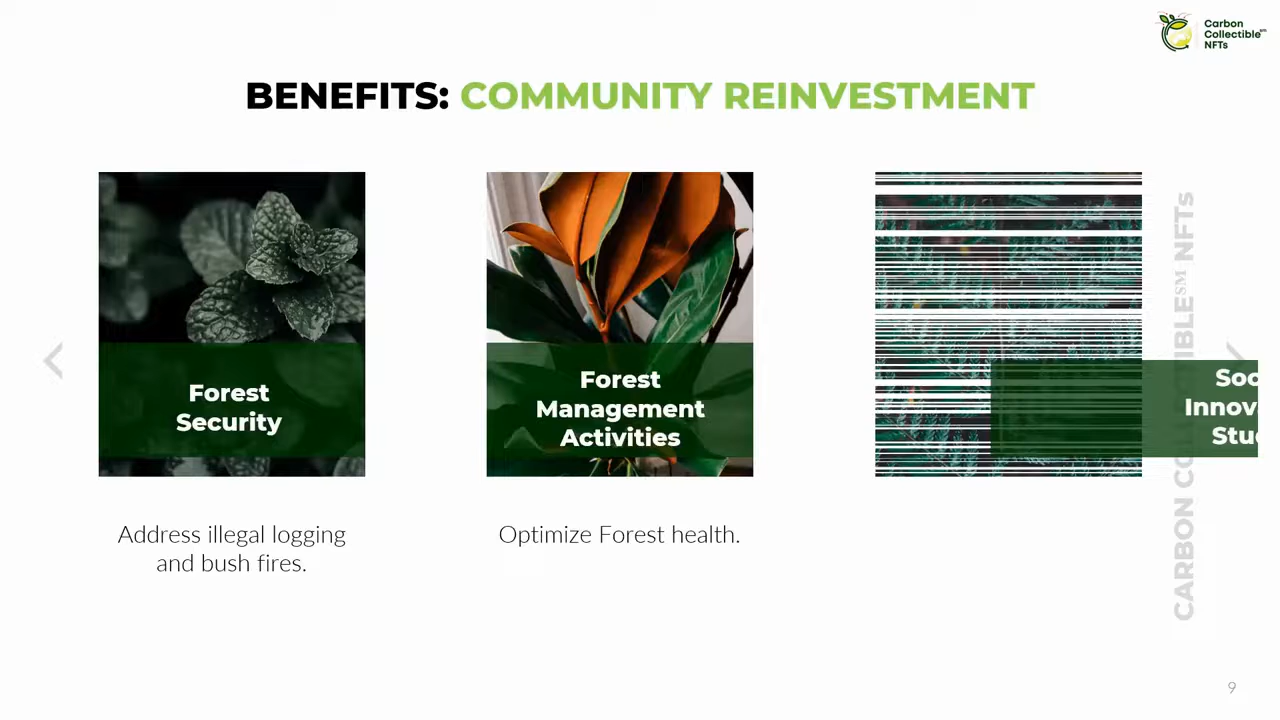 Carbon
Collectible℠
NFTs
BENEFITS: COMMUNITY REINVESTMENT
Forest
Security
Forest
Management
Activities
Address illegal logging
and bush fires.
Optimize Forest health.
9